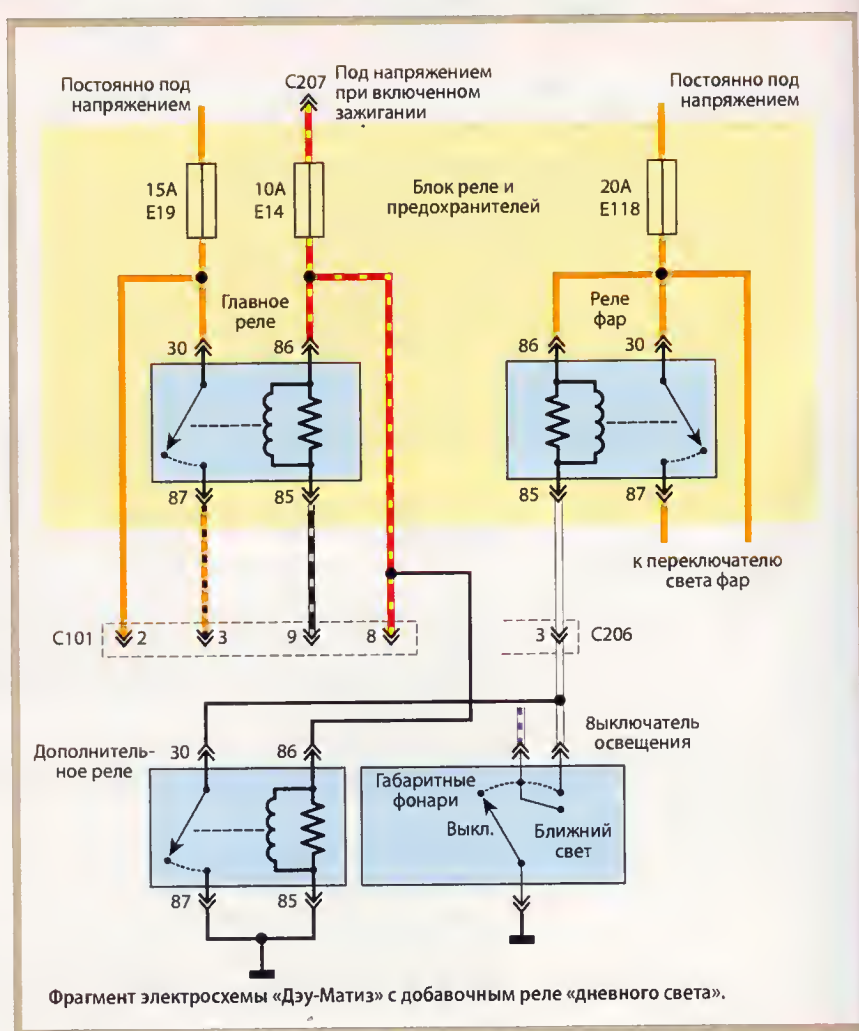 Постоянно под
напряжением
C207
Под напряжением
при включенном
зажигании
Постоянно под
напряжением
15A
E19
10A
E14
Блок реле и
предохранителей
20A
E118
Главное
реле
Реле
фар
30
86
86
30
87
85
85
87
к переключателю
света фар
C101
2
3
9
8
3
C206
Дополнитель-
ное реле
30
86
Выключатель
освещения
Габаритные
фонари
Выкл.
Ближний
свет
87
85
Фрагмент электросхемы «Дэу-Матиз» с добавочным реле «дневного света».